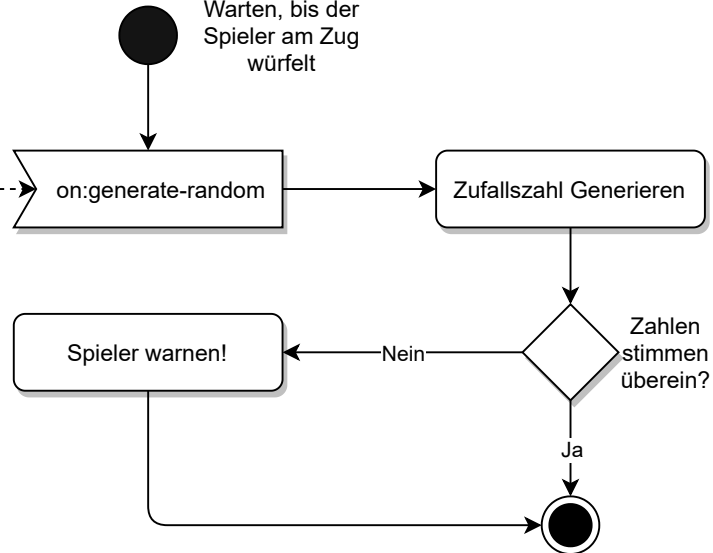 Warten, bis der
Spieler am Zug
würfelt
on:generate-random
Zufallszahl Generieren
Zahlen
stimmen
überein?
Nein
Spieler warnen!
Ja